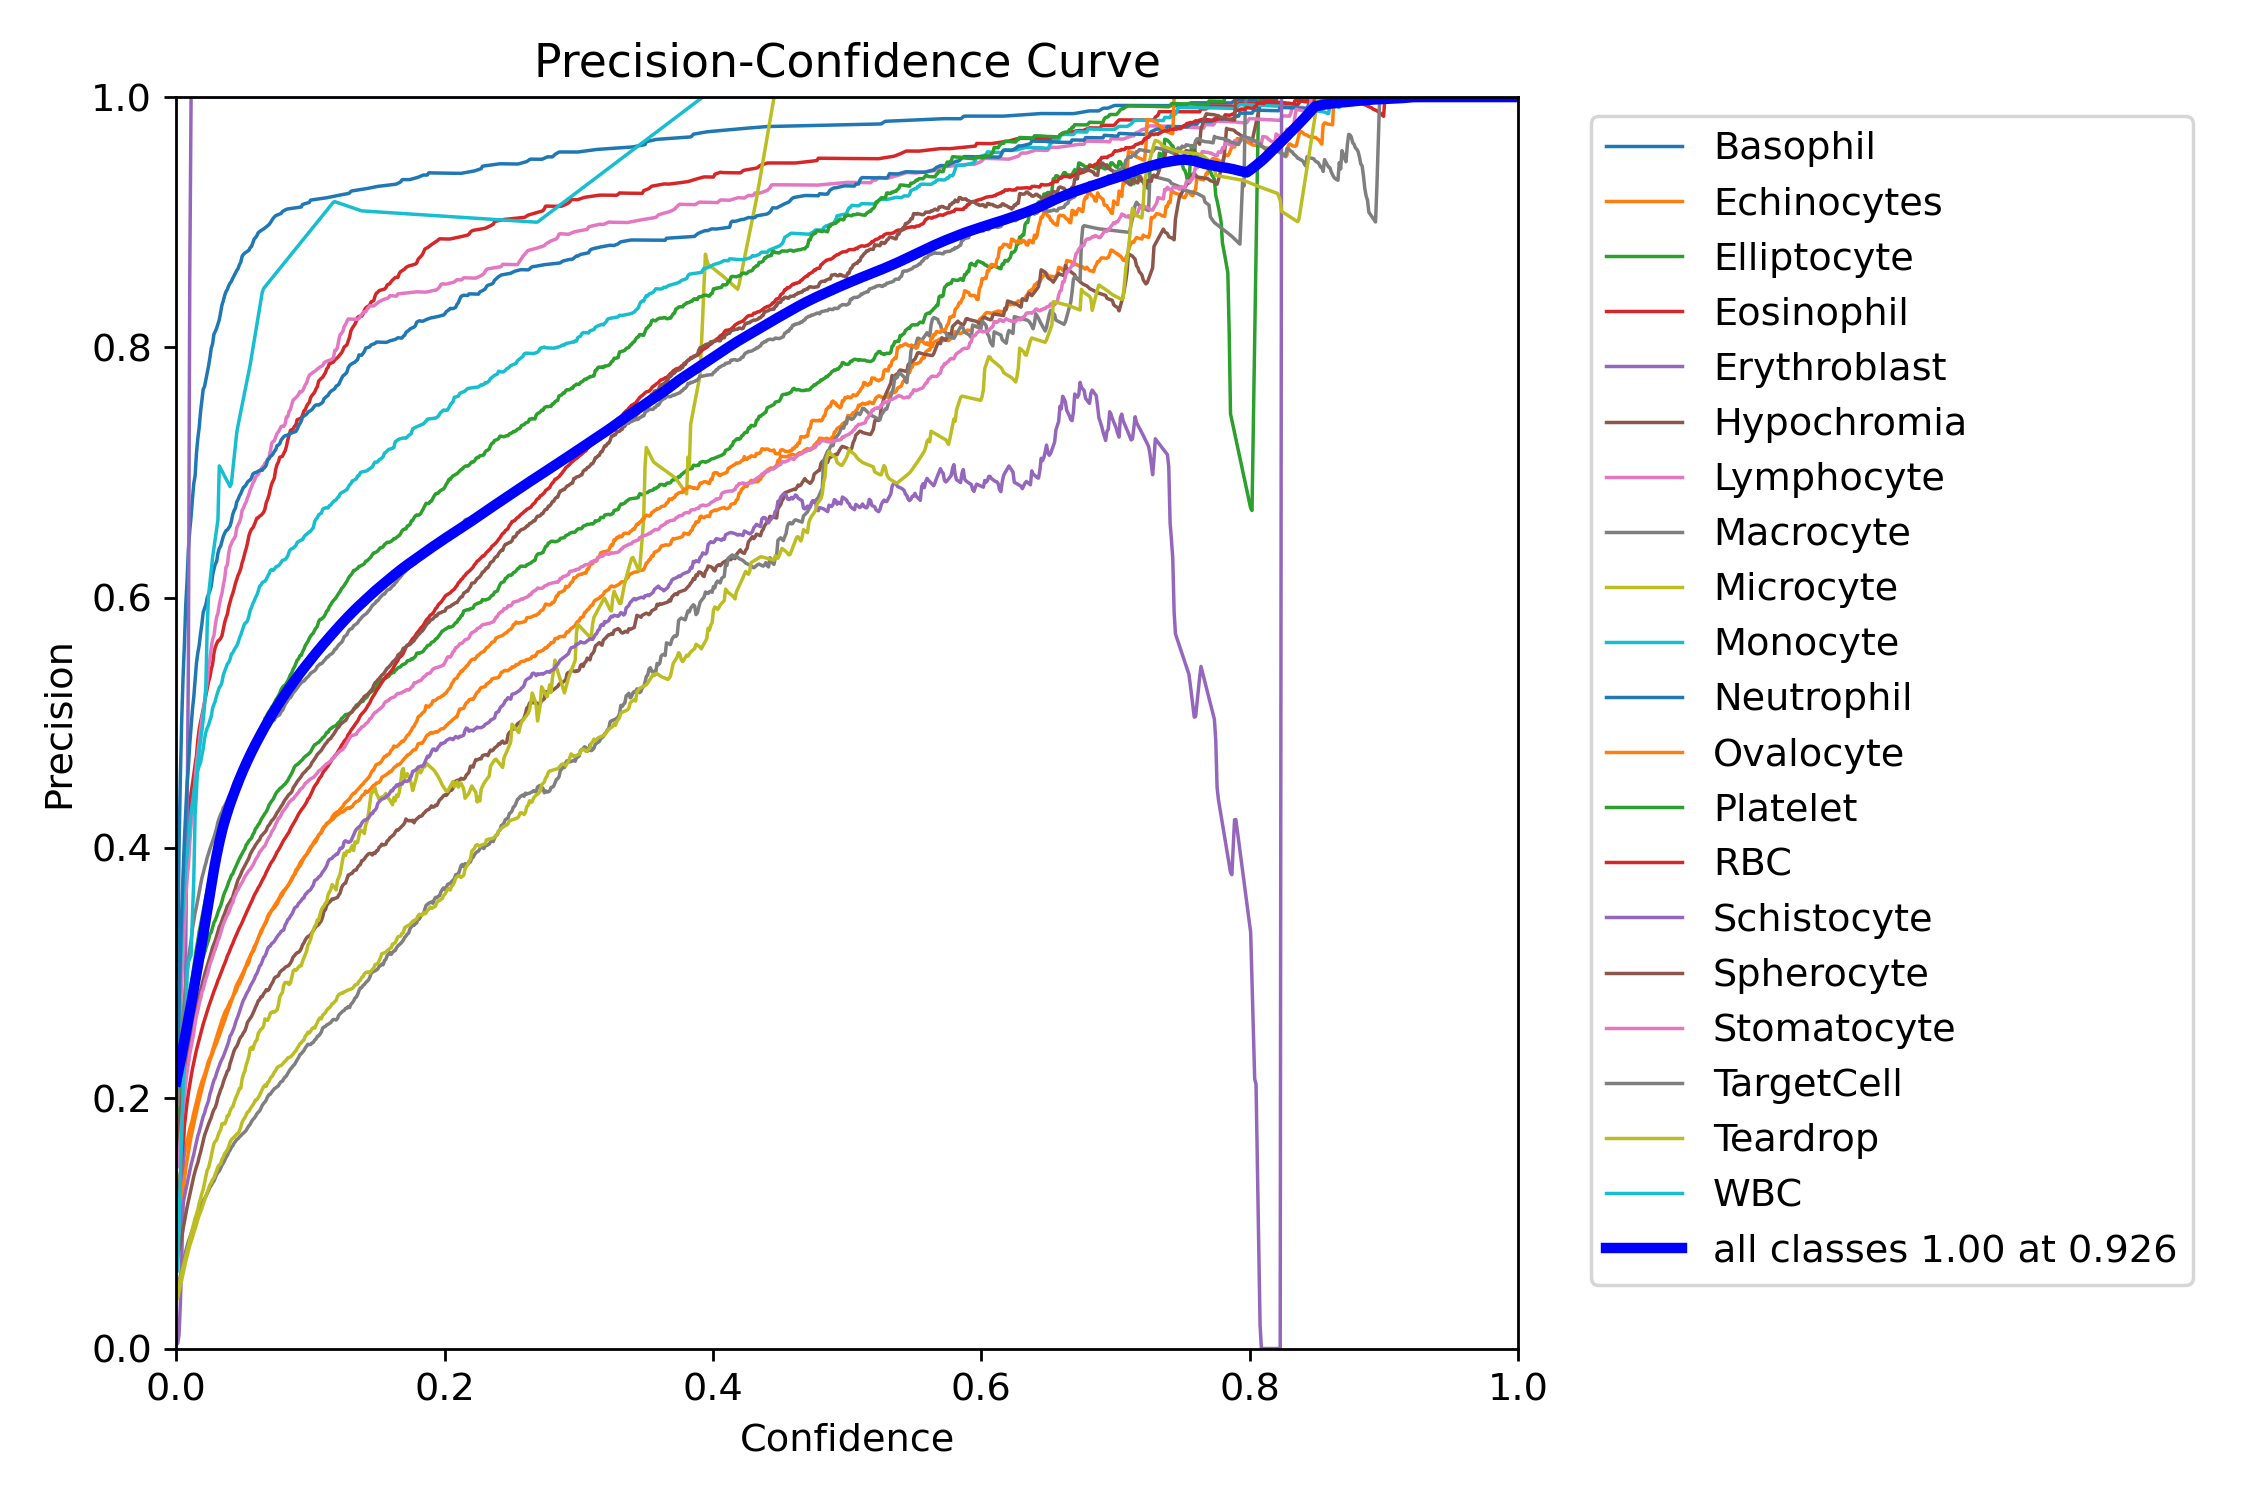 Precision-Confidence Curve
1.0
0.8
0.6
0.4
0.2
0.0
Precision
0.0 0.2 0.4 0.6 0.8 1.0
Confidence
Basophil
Echinocytes
Elliptocyte
Eosinophil
Erythroblast
Hypochromia
Lymphocyte
Macrocyte
Microcyte
Monocyte
Neutrophil
Ovalocyte
Platelet
RBC
Schistocyte
Spherocyte
Stomatocyte
TargetCell
Teardrop
WBC
all classes 1.00 at 0.926